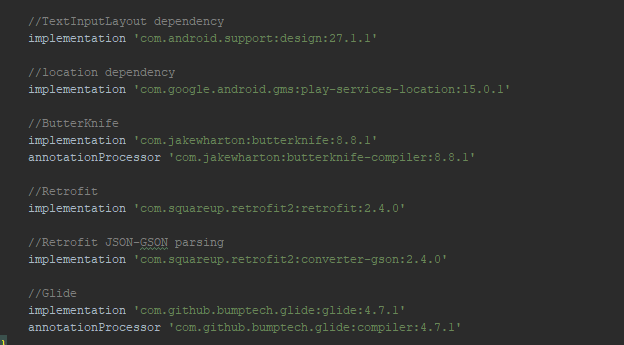 //TextInputLayout dependency
implementation 'com.android.support:design:27.1.1'
//location dependency
implementation 'com.google.android.gms:play-services-location:15.0.1'
//ButterKnife
implementation 'com.jakewharton:butterknife:8.8.1'
annotationProcessor 'com.jakewharton:butterknife-compiler:8.8.1'
//Retrofit
implementation 'com.squareup.retrofit2:retrofit:2.4.0'
//Retrofit JSON-GSON parsing
implementation 'com.squareup.retrofit2:converter-gson:2.4.0'
//Glide
implementation 'com.github.bumptech.glide:glide:4.7.1'
annotationProcessor 'com.github.bumptech.glide:compiler:4.7.1'